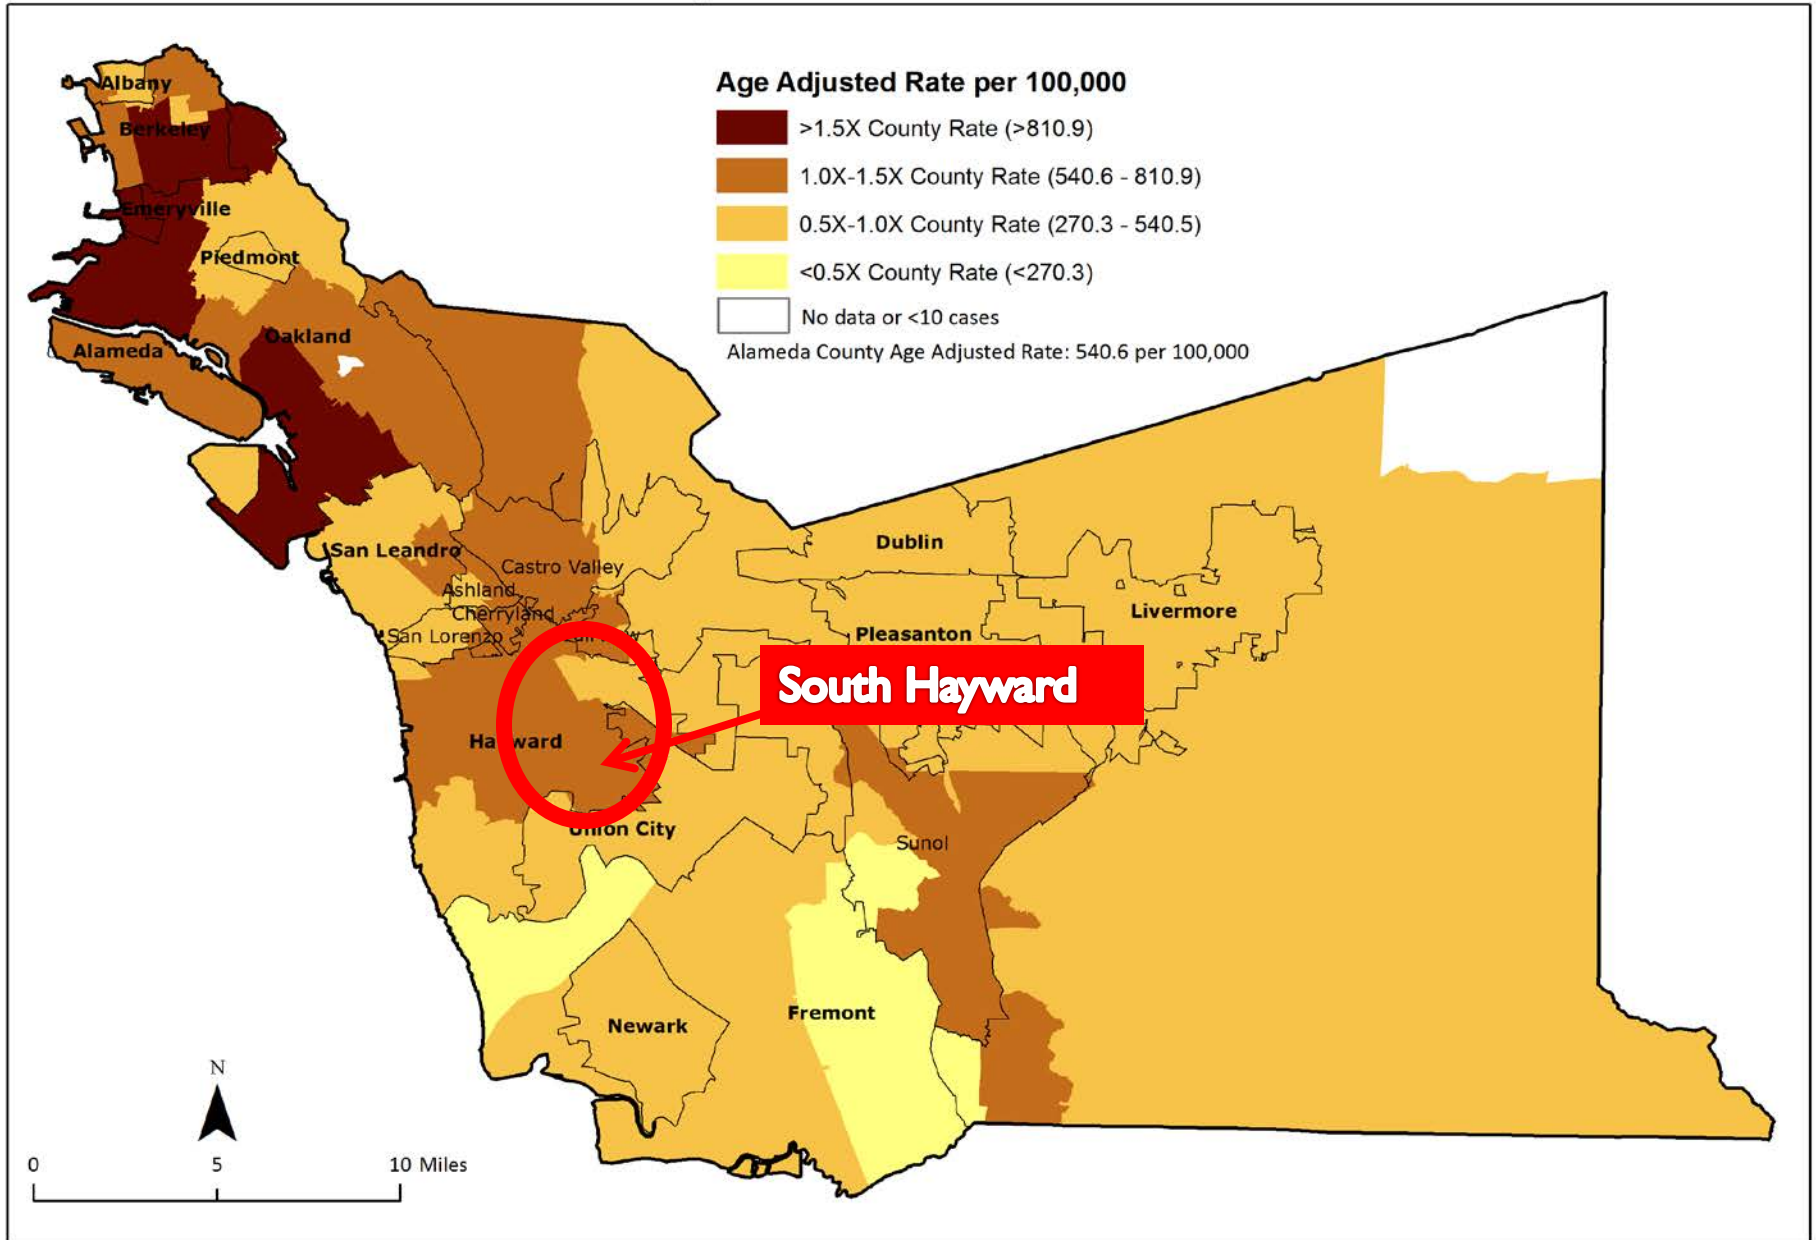 Age Adjusted Rate per 100,000
>1.5X County Rate (>810.9)
1.0X-1.5X County Rate (540.6 - 810.9)
0.5X-1.0X County Rate (270.3 - 540.5)
<0.5X County Rate (<270.3)
No data or <10 cases
Alameda County Age Adjusted Rate: 540.6 per 100,000
Albany
Berkeley
Emeryville
Piedmont
Oakland
Alameda
San Leandro
Castro Valley
Ashland
Cherryland
San Lorenzo
Dublin
Livermore
Pleasanton
South Hayward
Hayward
Union City
Sunol
Fremont
Newark
N
0 5 10 Miles